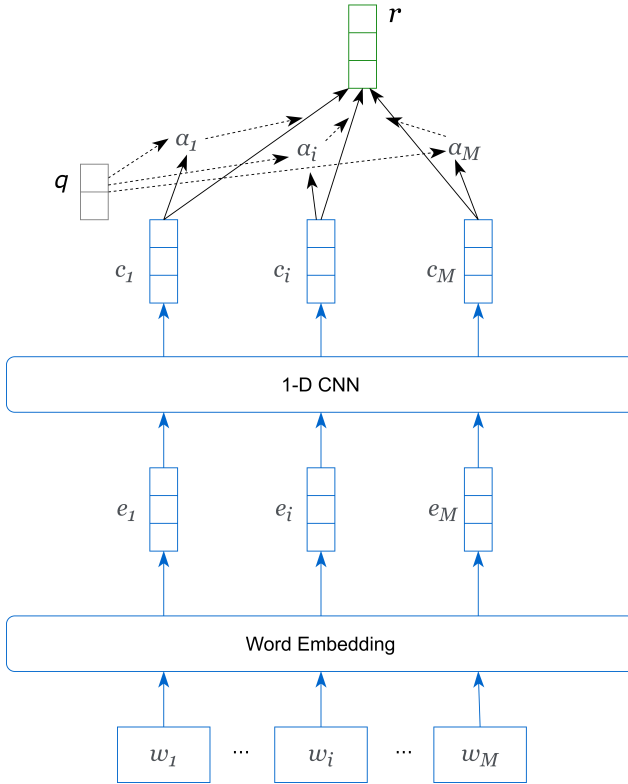 r
α1 αi αM
q
c1 ci cM
1-D CNN
e1 ei eM
Word Embedding
w1 ... wi ... wM